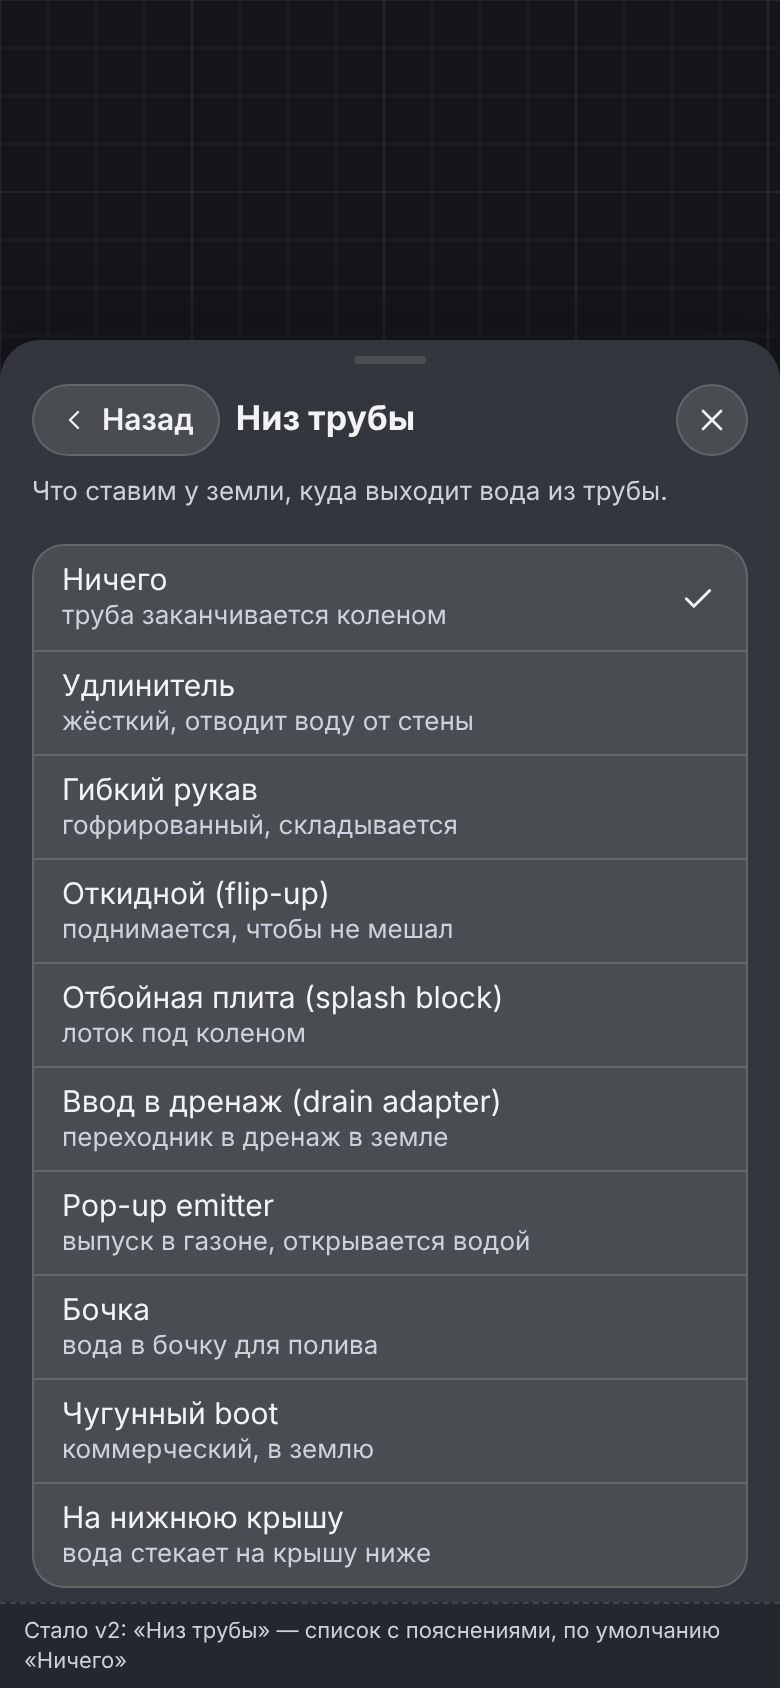 Назад
Низ трубы
Что ставим у земли, куда выходит вода из трубы.
Ничего
труба заканчивается коленом
Удлинитель
жёсткий, отводит воду от стены
Гибкий рукав
гофрированный, складывается
Откидной (flip-up)
поднимается, чтобы не мешал
Отбойная плита (splash block)
лоток под коленом
Ввод в дренаж (drain adapter)
переходник в дренаж в земле
Pop-up emitter
выпуск в газоне, открывается водой
Бочка
вода в бочку для полива
Чугунный boot
коммерческий, в землю
На нижнюю крышу
вода стекает на крышу ниже
Стало v2: «Низ трубы» — список с пояснениями, по умолчанию
«Ничего»